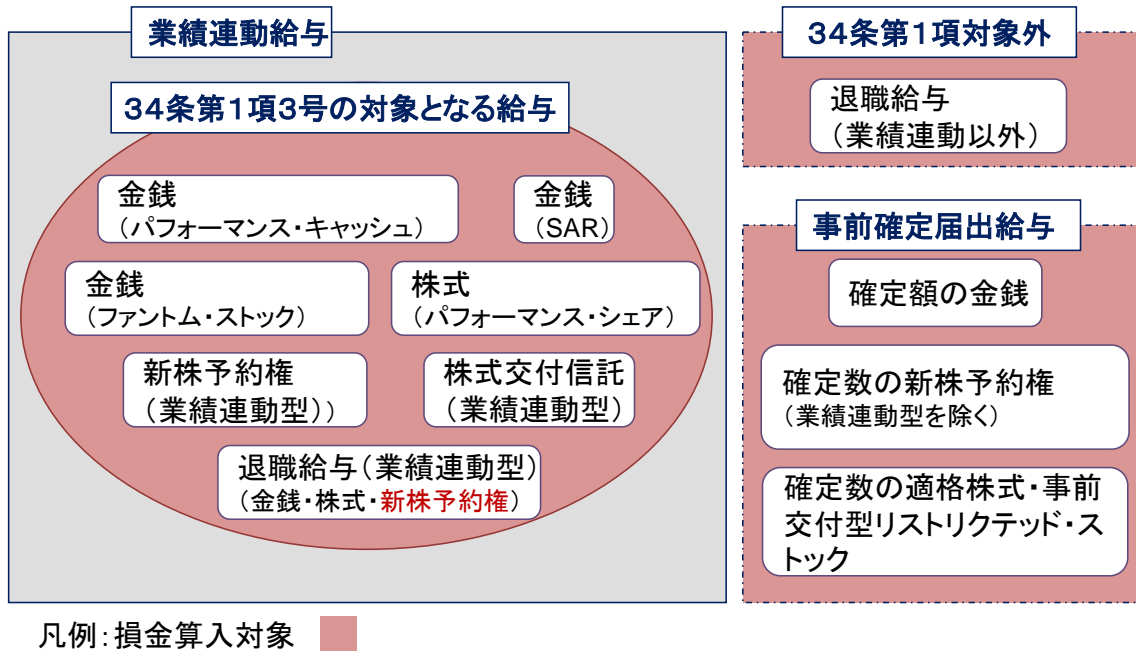 業績連動給与
34条第1項3号の対象となる給与
金銭
(パフォーマンス・キャッシュ)
金銭
(SAR)
金銭
(ファントム・ストック)
株式
(パフォーマンス・シェア)
新株予約権
(業績連動型))
株式交付信託
(業績連動型)
退職給与(業績連動型)
(金銭・株式・新株予約権)
34条第1項対象外
退職給与
(業績連動以外)
事前確定届出給与
確定額の金銭
確定数の新株予約権
(業績連動型を除く)
確定数の適格株式・事前
交付型リストリクテッド・ス
トック
凡例:損金算入対象